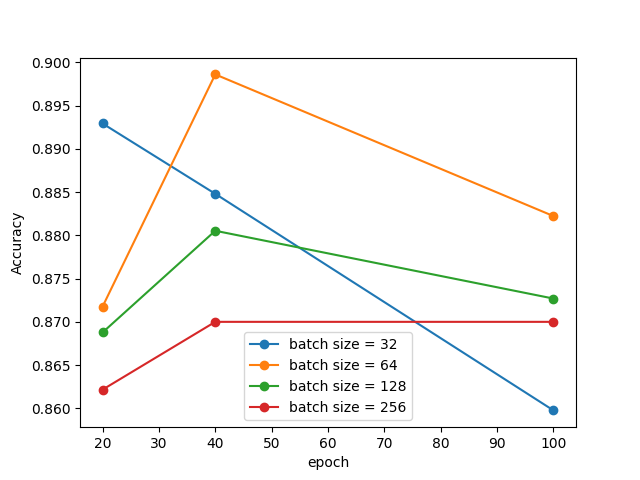 0.900
0.895
0.890
0.885
0.880
0.875
0.870
0.865
0.860
Accuracy
batch size = 32
batch size = 64
batch size = 128
batch size = 256
20 30 40 50 60 70 80 90 100
epoch